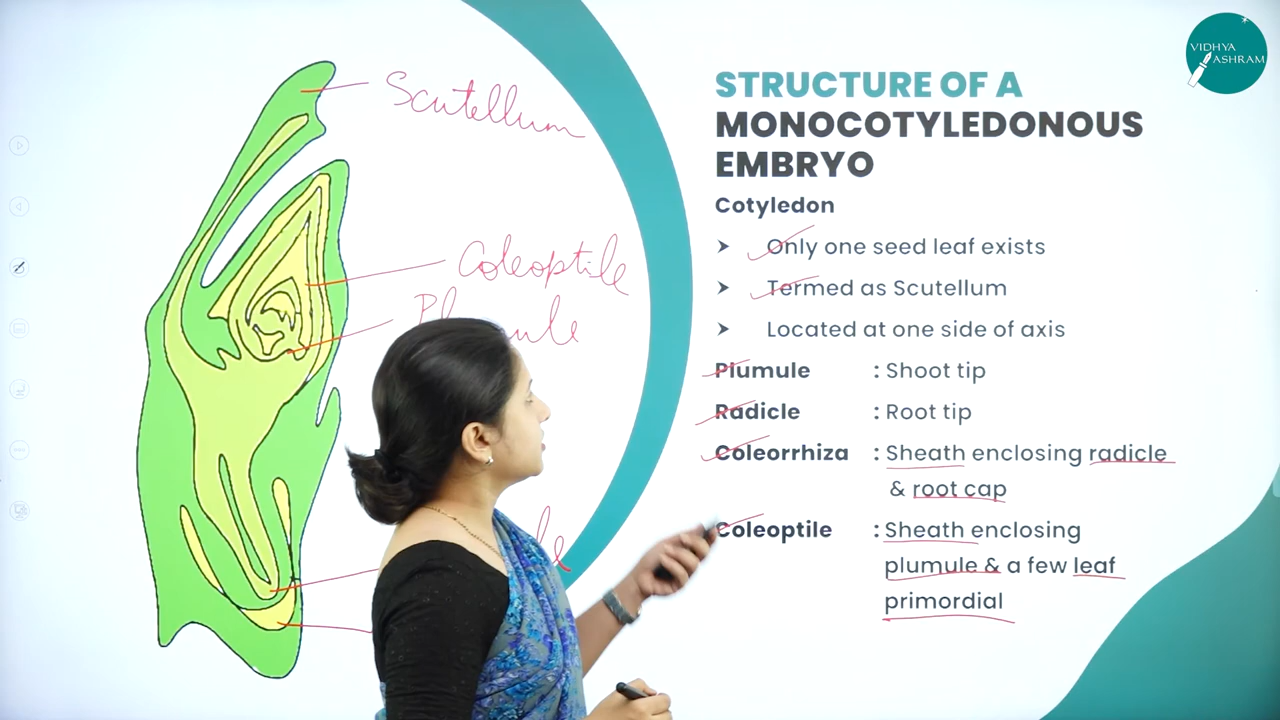 VIDHYA
ASHRAM
STRUCTURE OF A
MONOCOTYLEDONOUS
EMBRYO
Cotyledon
➤ Only one seed leaf exists
➤ Termed as Scutellum
➤ Located at one side of axis
Plumule : Shoot tip
Radicle : Root tip
Coleorrhiza : Sheath enclosing radicle
& root cap
Coleoptile : Sheath enclosing
plumule & a few leaf
primordial
Scutellum
Coleoptile